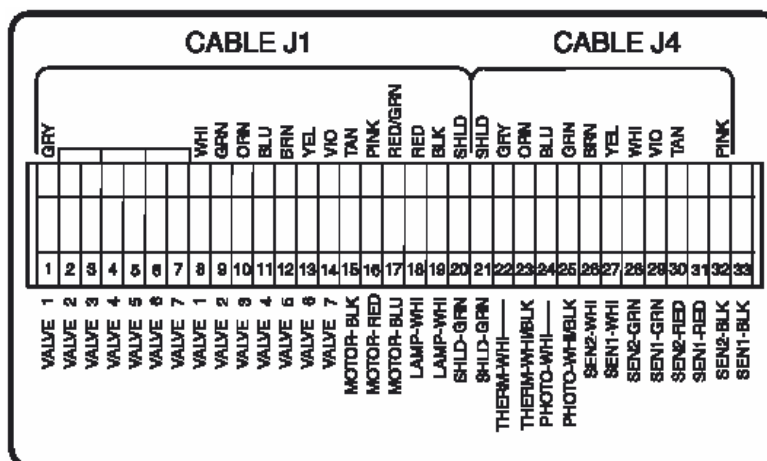 CABLE J1 CABLE J4
GRY WHI GRN ORN BLU BRN YEL VIO TAN PINK RED/GRN RED BLK SHLD SHLD GRY ORN BLU GRN BRN YEL WHI VIO TAN PINK
1 2 3 4 5 6 7 8 9 10 11 12 13 14 15 16 17 18 19 20 21 22 23 24 25 26 27 28 29 30 31 32 33
VALVE 1
VALVE 2
VALVE 3
VALVE 4
VALVE 5
VALVE 6
VALVE 7
VALVE 1
VALVE 2
VALVE 3
VALVE 4
VALVE 5
VALVE 6
VALVE 7
MOTOR-BLK
MOTOR-RED
MOTOR-BLU
LAMP-WHI
LAMP-WHI
SHLD-GRN
SHLD-GRN
THERM-WHI
THERM-WHI/BLK
PHOTO-WHI
PHOTO-WHI/BLK
SEN2-WHI
SEN1-WHI
SEN2-GRN
SEN1-GRN
SEN2-RED
SEN1-RED
SEN2-BLK
SEN1-BLK